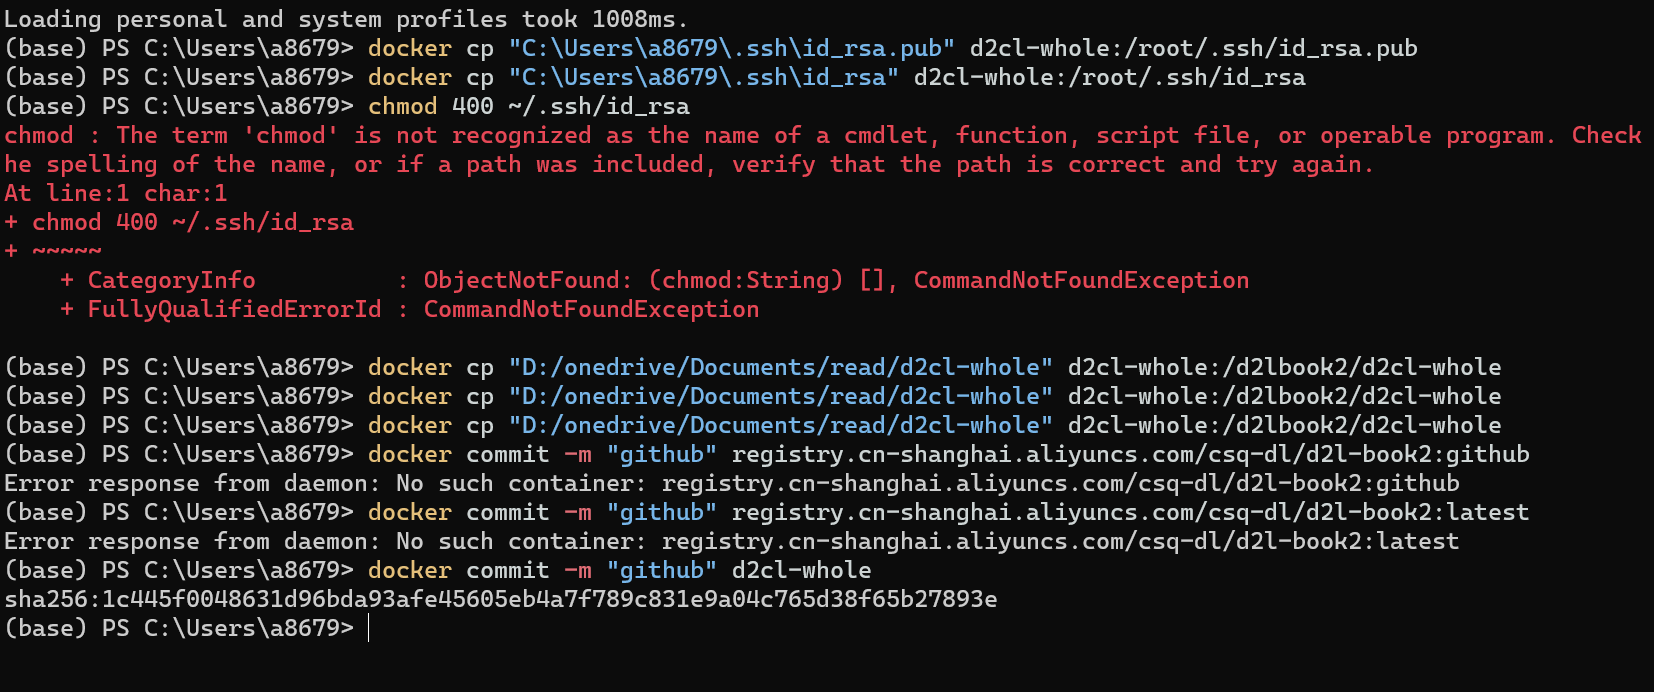 Loading personal and system profiles took 1008ms.
(base) PS C:\Users\a8679> docker cp "C:\Users\a8679\.ssh\id_rsa.pub" d2cl-whole:/root/.ssh/id_rsa.pub
(base) PS C:\Users\a8679> docker cp "C:\Users\a8679\.ssh\id_rsa" d2cl-whole:/root/.ssh/id_rsa
(base) PS C:\Users\a8679> chmod 400 ~/.ssh/id_rsa
chmod : The term 'chmod' is not recognized as the name of a cmdlet, function, script file, or operable program. Check
he spelling of the name, or if a path was included, verify that the path is correct and try again.
At line:1 char:1
+ chmod 400 ~/.ssh/id_rsa
+ ~~~~~
    + CategoryInfo          : ObjectNotFound: (chmod:String) [], CommandNotFoundException
    + FullyQualifiedErrorId : CommandNotFoundException

(base) PS C:\Users\a8679> docker cp "D:/onedrive/Documents/read/d2cl-whole" d2cl-whole:/d2lbook2/d2cl-whole
(base) PS C:\Users\a8679> docker cp "D:/onedrive/Documents/read/d2cl-whole" d2cl-whole:/d2lbook2/d2cl-whole
(base) PS C:\Users\a8679> docker cp "D:/onedrive/Documents/read/d2cl-whole" d2cl-whole:/d2lbook2/d2cl-whole
(base) PS C:\Users\a8679> docker commit -m "github" registry.cn-shanghai.aliyuncs.com/csq-dl/d2l-book2:github
Error response from daemon: No such container: registry.cn-shanghai.aliyuncs.com/csq-dl/d2l-book2:github
(base) PS C:\Users\a8679> docker commit -m "github" registry.cn-shanghai.aliyuncs.com/csq-dl/d2l-book2:latest
Error response from daemon: No such container: registry.cn-shanghai.aliyuncs.com/csq-dl/d2l-book2:latest
(base) PS C:\Users\a8679> docker commit -m "github" d2cl-whole
sha256:1c445f0048631d96bda93afe45605eb4a7f789c831e9a04c765d38f65b27893e
(base) PS C:\Users\a8679>